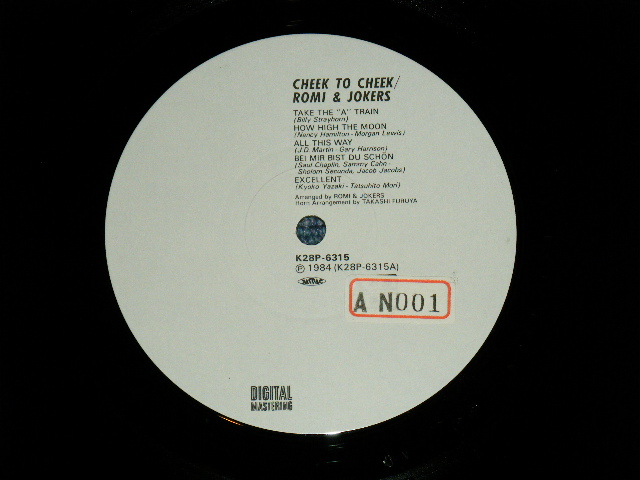 CHEEK TO CHEEK/
ROMI & JOKERS
TAKE THE "A" TRAIN
(Billy Strayhorn)
HOW HIGH THE MOON
(Nancy Hamilton - Morgan Lewis)
ALL THIS WAY
(J.D. Martin - Gary Harrison)
BEI MIR BIST DU SCHÖN
(Saul Chaplin, Sammy Cahn -
Sholom Secunda, Jacob Jacobs)
EXCELLENT
(Kyoko Yazaki - Tatsuhito Mori)
Arranged by ROMI & JOKERS
Horn Arrangement by TAKASHI FURUYA
K28P-6315
Ⓟ 1984 (K28P-6315A)
A N001
DIGITAL
MASTERING